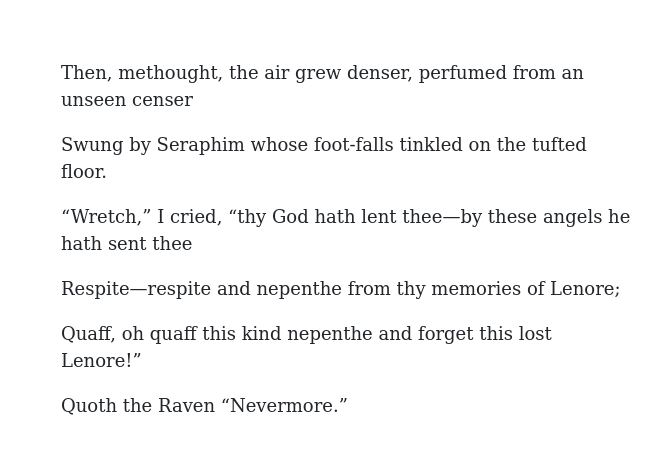 Then, methought, the air grew denser, perfumed from an
unseen censer
Swung by Seraphim whose foot-falls tinkled on the tufted
floor.
“Wretch,” I cried, “thy God hath lent thee—by these angels he
hath sent thee
Respite—respite and nepenthe from thy memories of Lenore;
Quaff, oh quaff this kind nepenthe and forget this lost
Lenore!”
Quoth the Raven “Nevermore.”